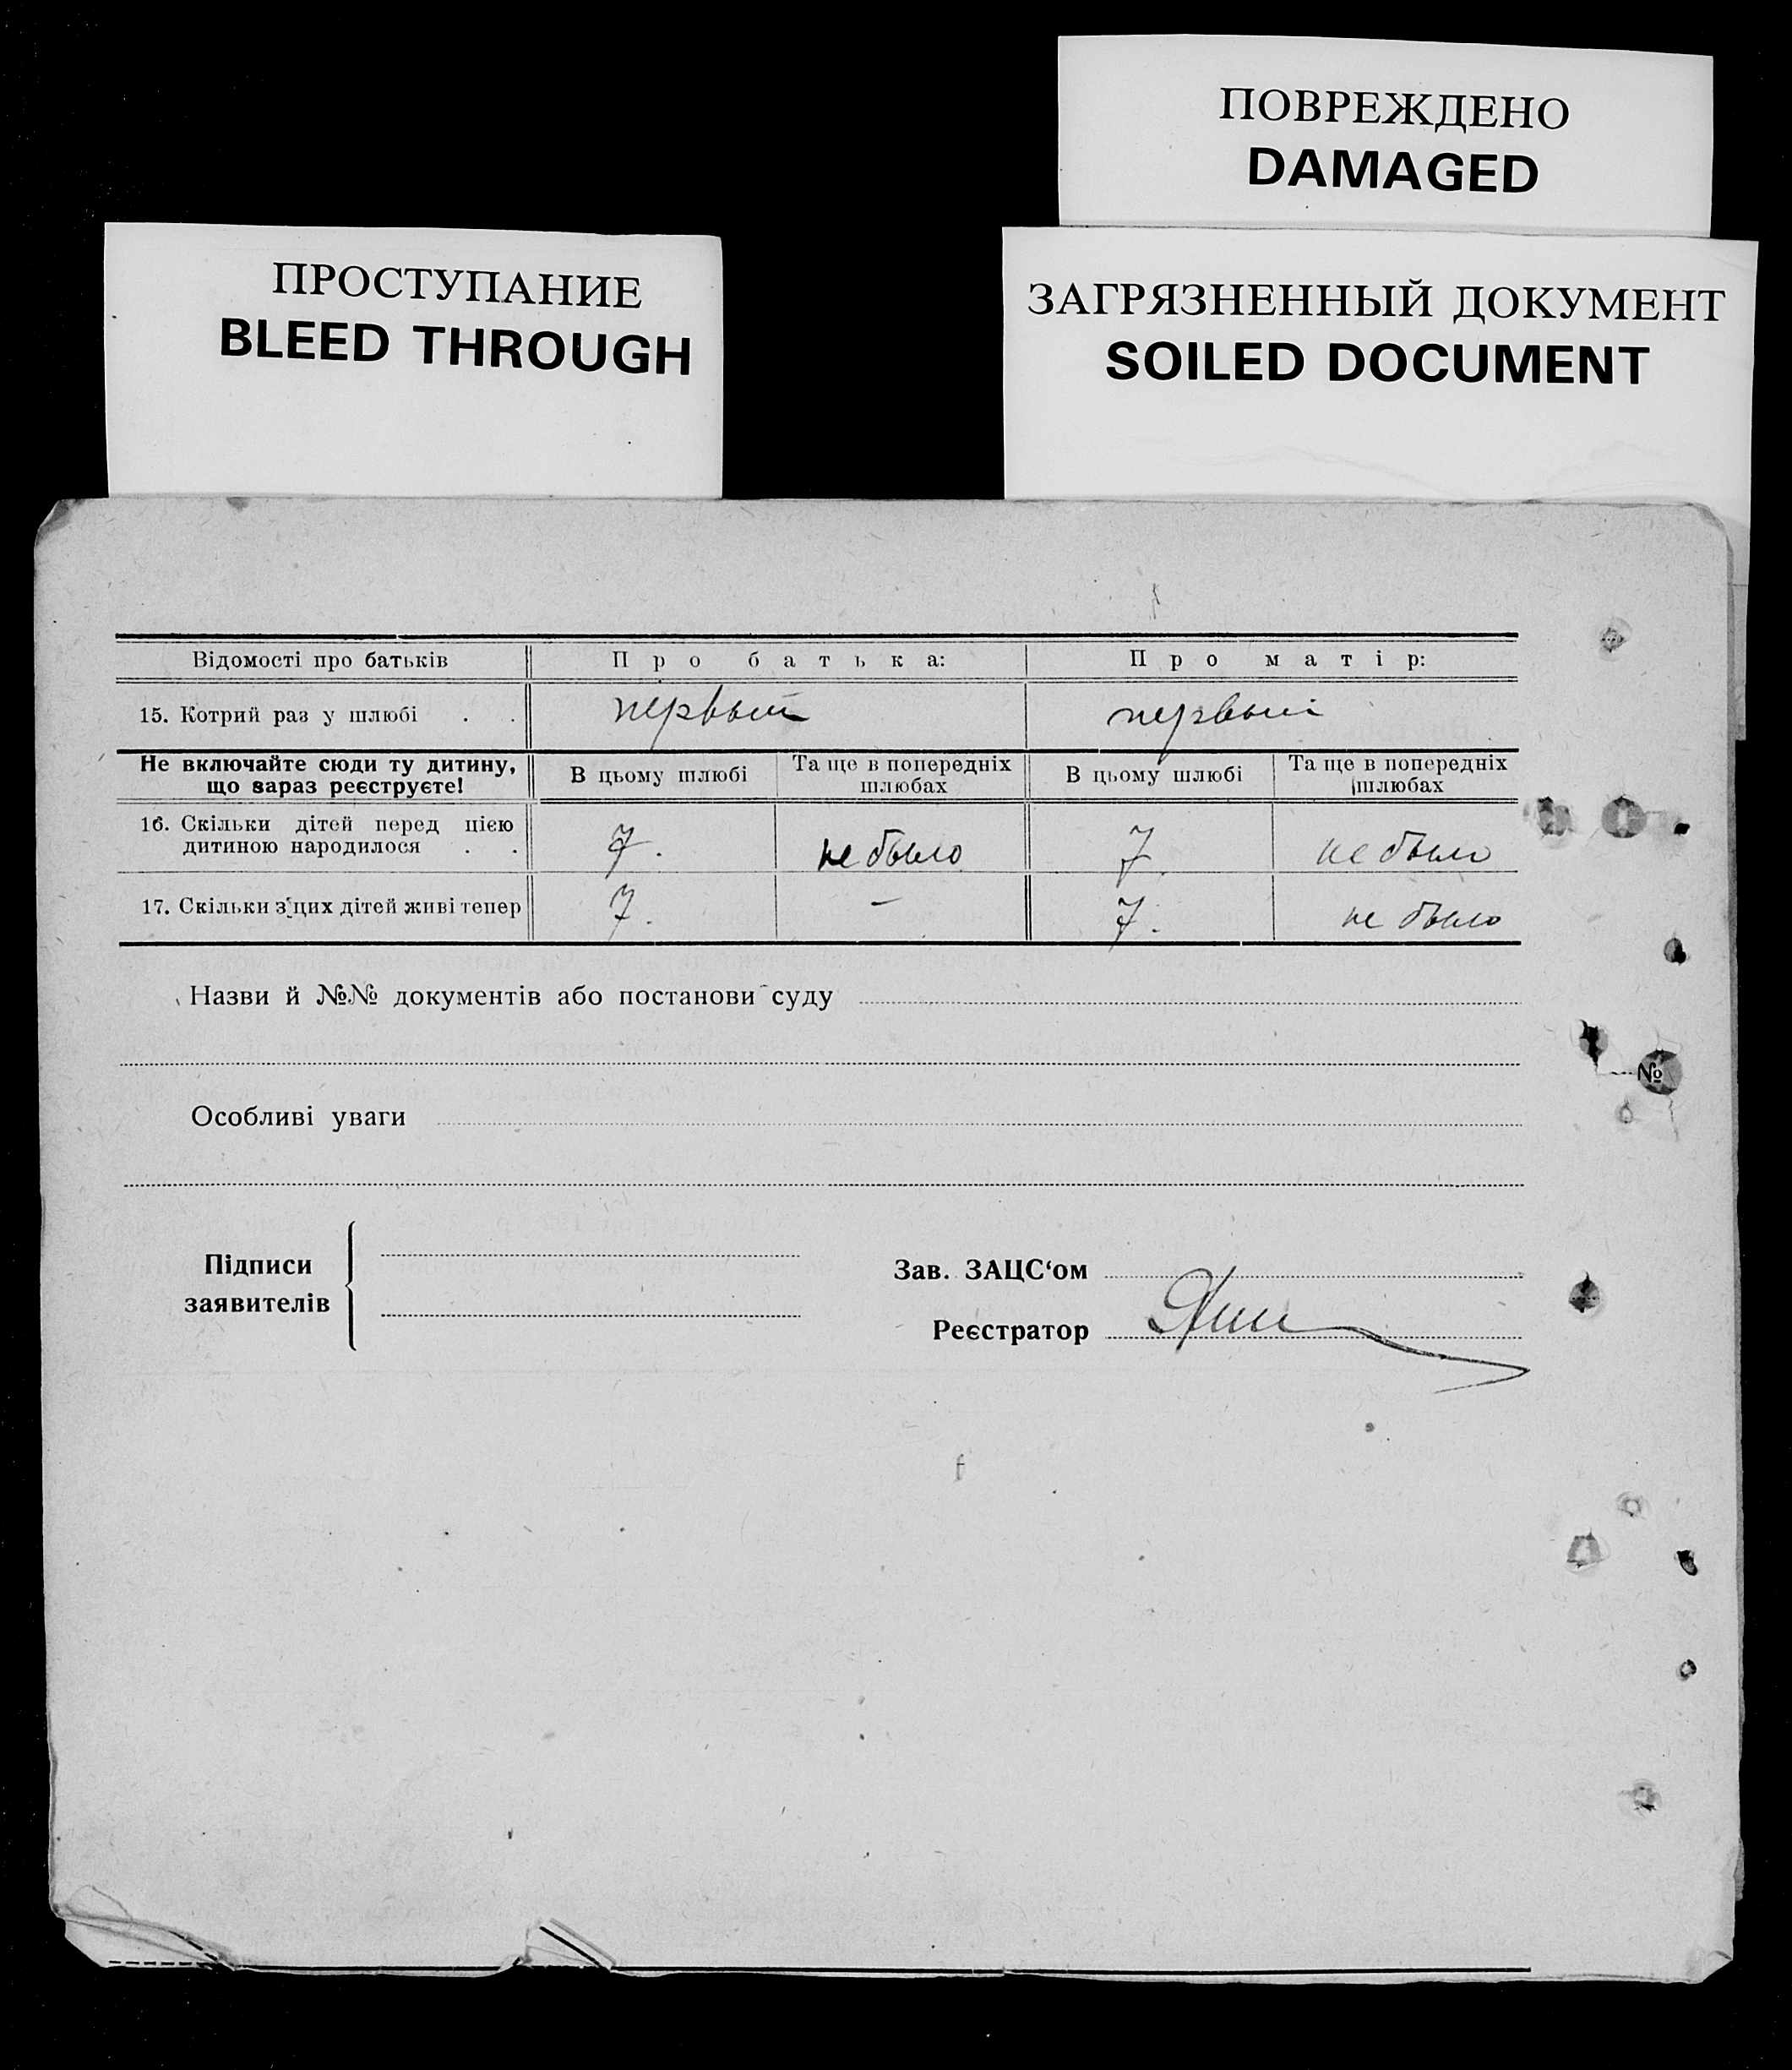 ПОВРЕЖДЕНО
DAMAGED
ПРОСТУПАНИЕ
BLEED THROUGH
ЗАГРЯЗНЕННЫЙ ДОКУМЕНТ
SOILED DOCUMENT
Відомості про батьків Про батька: Про матір:
15. Котрий раз у шлюбі . . первый первый
Не включайте сюди ту дитину, що зараз реєструєте! В цьому шлюбі Та ще в попередніх шлюбах В цьому шлюбі Та ще в попередніх шлюбах
16. Скільки дітей перед цією дитиною народилося . . 7. не было 7. не было
17. Скільки з цих дітей живі тепер 7. — 7. не было
Назви й №№ документів або постанови суду
Особливі уваги
Підписи заявителів
Зав. ЗАЦС‘ом
Реєстратор
№